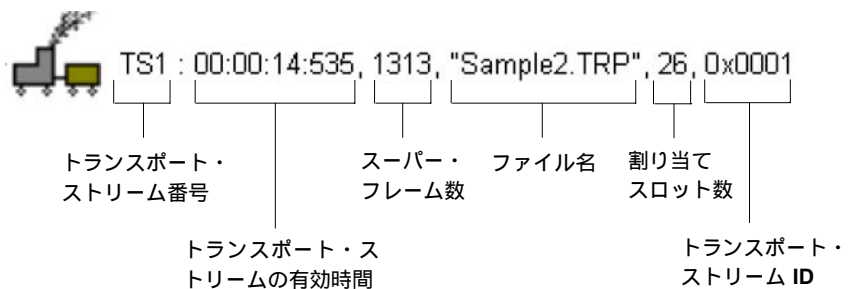 TS1 : 00:00:14:535, 1313, "Sample2.TRP", 26, 0x0001
トランスポート・
ストリーム番号
スーパー・
フレーム数
ファイル名
割り当て
スロット数
トランスポート・ス
トリームの有効時間
トランスポート・
ストリーム ID